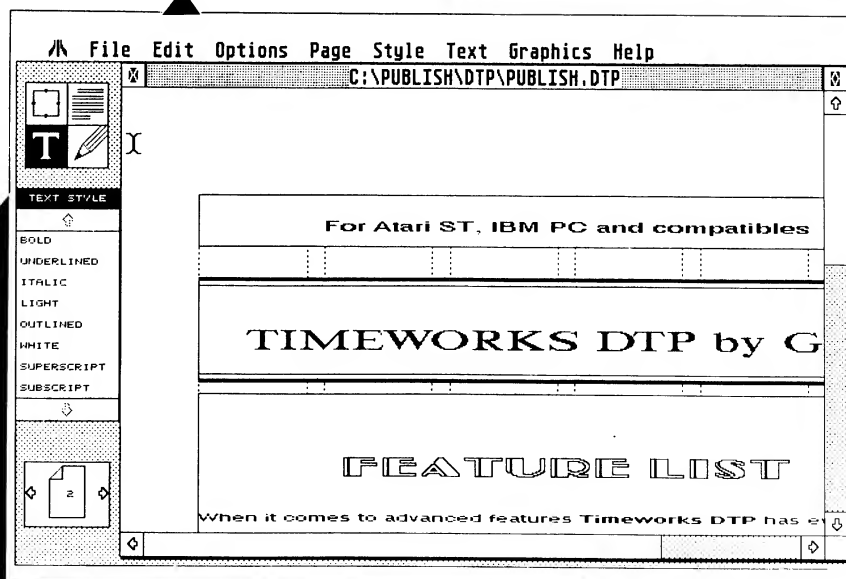 File Edit Options Page Style Text Graphics Help
C:\PUBLISH\DTP\PUBLISH.DTP
T
TEXT STYLE
BOLD
UNDERLINED
ITALIC
LIGHT
OUTLINED
WHITE
SUPERSCRIPT
SUBSCRIPT
2
For Atari ST, IBM PC and compatibles
TIMEWORKS DTP by G
FEATURE LIST
When it comes to advanced features Timeworks DTP has ev